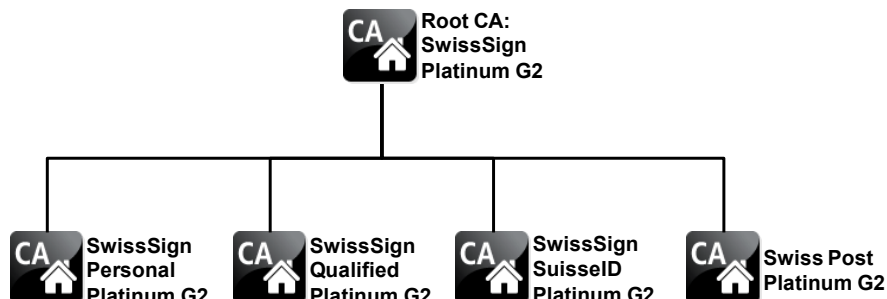 CA
Root CA:
SwissSign
Platinum G2
CA
SwissSign
Personal
Platinum G2
CA
SwissSign
Qualified
Platinum G2
CA
SwissSign
SuisseID
Platinum G2
CA
Swiss Post
Platinum G2